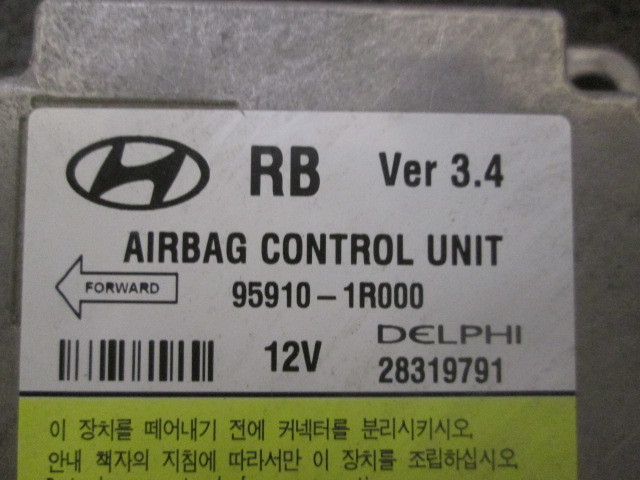 RB Ver 3.4
AIRBAG CONTROL UNIT
FORWARD 95910-1R000
12V DELPHI
28319791
이 장치를 떼어내기 전에 커넥터를 분리시키시오.
안내 책자의 지침에 따라서만 이 장치를 조립하십시오.